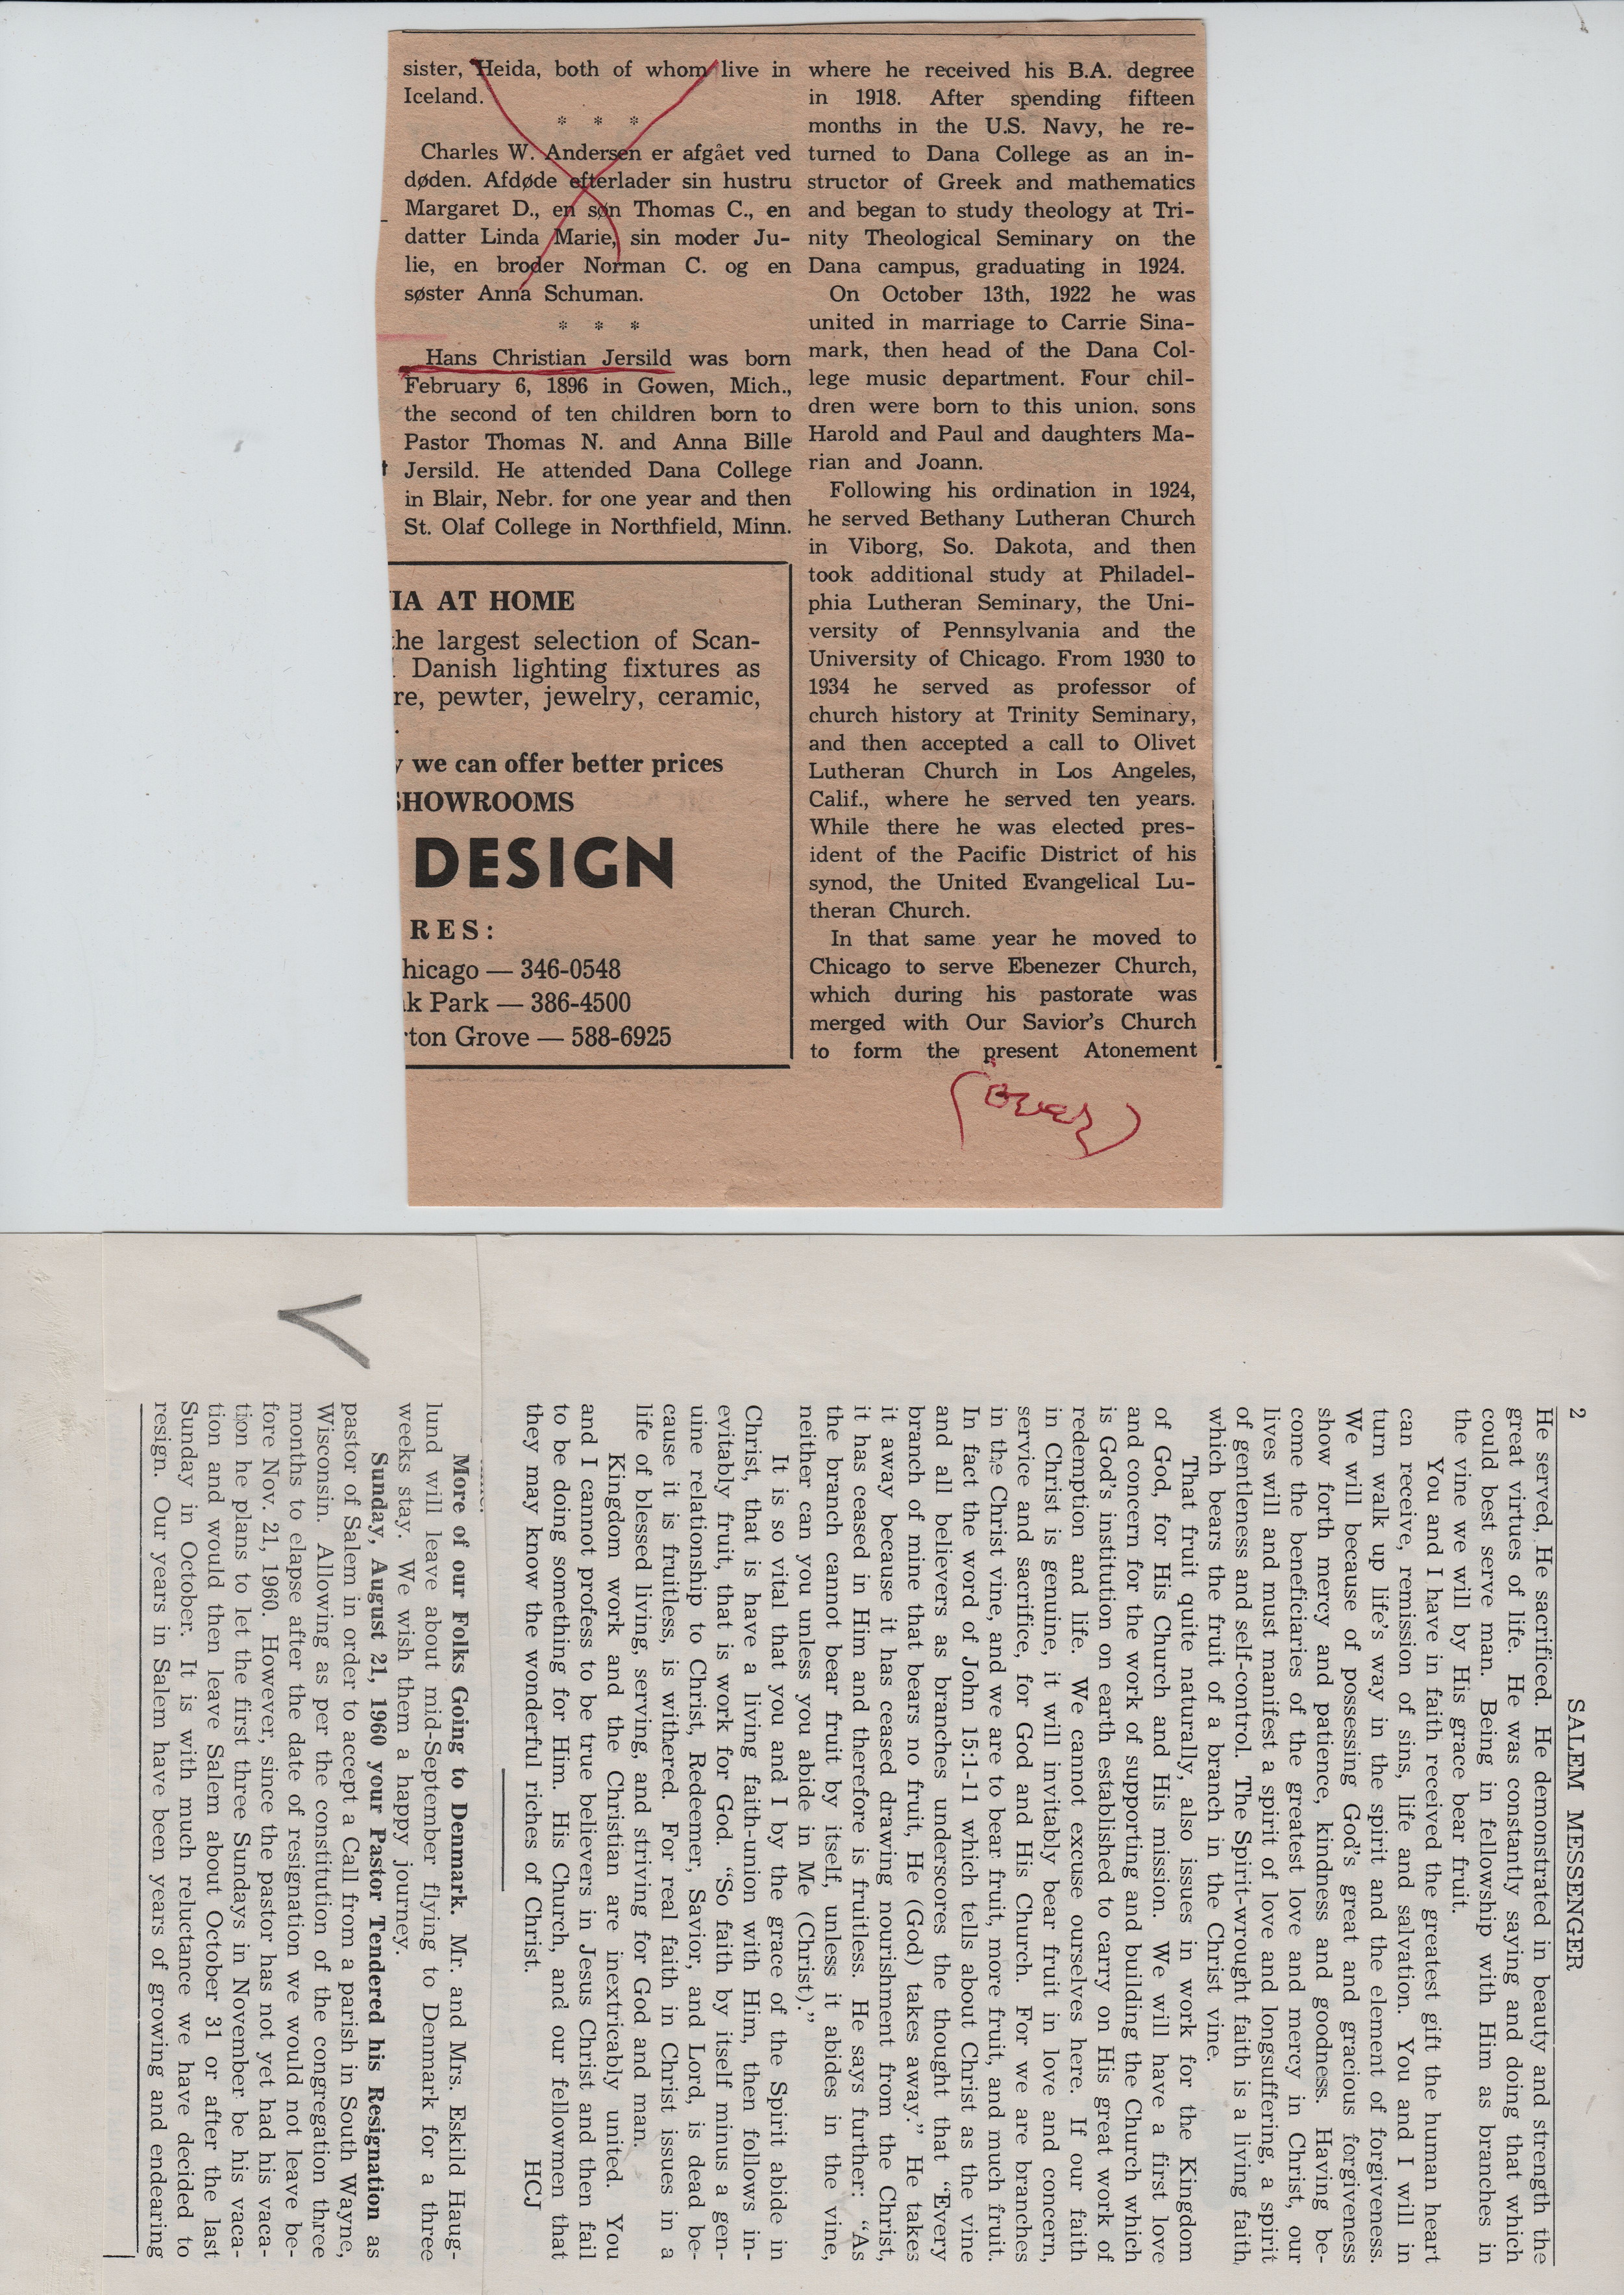 sister, Heida, both of whom live in
Iceland.
* * *
Charles W. Andersen er afgået ved
døden. Afdøde efterlader sin hustru
Margaret D., en søn Thomas C., en
datter Linda Marie, sin moder Ju-
lie, en broder Norman C. og en
søster Anna Schuman.
* * *
Hans Christian Jersild was born
February 6, 1896 in Gowen, Mich.,
the second of ten children born to
Pastor Thomas N. and Anna Bille
Jersild. He attended Dana College
in Blair, Nebr. for one year and then
St. Olaf College in Northfield, Minn.
where he received his B.A. degree
in 1918. After spending fifteen
months in the U.S. Navy, he re-
turned to Dana College as an in-
structor of Greek and mathematics
and began to study theology at Tri-
nity Theological Seminary on the
Dana campus, graduating in 1924.
On October 13th, 1922 he was
united in marriage to Carrie Sina-
mark, then head of the Dana Col-
lege music department. Four chil-
dren were born to this union, sons
Harold and Paul and daughters Ma-
rian and Joann.
Following his ordination in 1924,
he served Bethany Lutheran Church
in Viborg, So. Dakota, and then
took additional study at Philadel-
phia Lutheran Seminary, the Uni-
versity of Pennsylvania and the
University of Chicago. From 1930 to
1934 he served as professor of
church history at Trinity Seminary,
and then accepted a call to Olivet
Lutheran Church in Los Angeles,
Calif., where he served ten years.
While there he was elected pres-
ident of the Pacific District of his
synod, the United Evangelical Lu-
theran Church.
In that same year he moved to
Chicago to serve Ebenezer Church,
which during his pastorate was
merged with Our Savior's Church
to form the present Atonement
(over)
IA AT HOME
the largest selection of Scan-
Danish lighting fixtures as
re, pewter, jewelry, ceramic,
.
y we can offer better prices
SHOWROOMS
DESIGN
RES:
hicago — 346-0548
k Park — 386-4500
rton Grove — 588-6925
2 SALEM MESSENGER
He served, He sacrificed. He demonstrated in beauty and strength the
great virtues of life. He was constantly saying and doing that which
could best serve man. Being in fellowship with Him as branches in
the vine we will by His grace bear fruit.
You and I have in faith received the greatest gift the human heart
can receive, remission of sins, life and salvation. You and I will in
turn walk up life's way in the spirit and the element of forgiveness.
We will because of possessing God's great and gracious forgiveness
show forth mercy and patience, kindness and goodness. Having be-
come the beneficiaries of the greatest love and mercy in Christ, our
lives will and must manifest a spirit of love and longsuffering, a spirit
of gentleness and self-control. The Spirit-wrought faith is a living faith,
which bears the fruit of a branch in the Christ vine.
That fruit quite naturally, also issues in work for the Kingdom
of God, for His Church and His mission. We will have a first love
and concern for the work of supporting and building the Church which
is God's institution on earth established to carry on His great work of
redemption and life. We cannot excuse ourselves here. If our faith
in Christ is genuine, it will invitably bear fruit in love and concern,
service and sacrifice, for God and His Church. For we are branches
in the Christ vine, and we are to bear fruit, more fruit, and much fruit.
In fact the word of John 15:1-11 which tells about Christ as the vine
and all believers as branches underscores the thought that "Every
branch of mine that bears no fruit, He (God) takes away." He takes
it away because it has ceased drawing nourishment from the Christ,
it has ceased in Him and therefore is fruitless. He says further: "As
the branch cannot bear fruit by itself, unless it abides in the vine,
neither can you unless you abide in Me (Christ)."
It is so vital that you and I by the grace of the Spirit abide in
Christ, that is have a living faith-union with Him, then follows in-
evitably fruit, that is work for God. "So faith by itself minus a gen-
uine relationship to Christ, Redeemer, Savior, and Lord, is dead be-
cause it is fruitless, is withered. For real faith in Christ issues in a
life of blessed living, serving, and striving for God and man.
Kingdom work and the Christian are inextricably united. You
and I cannot profess to be true believers in Jesus Christ and then fail
to be doing something for Him. His Church, and our fellowmen that
they may know the wonderful riches of Christ. HCJ
More of our Folks Going to Denmark. Mr. and Mrs. Eskild Haug-
lund will leave about mid-September flying to Denmark for a three
weeks stay. We wish them a happy journey.
Sunday, August 21, 1960 your Pastor Tendered his Resignation as
pastor of Salem in order to accept a Call from a parish in South Wayne,
Wisconsin. Allowing as per the constitution of the congregation three
months to elapse after the date of resignation we would not leave be-
fore Nov. 21, 1960. However, since the pastor has not yet had his vaca-
tion he plans to let the first three Sundays in November be his vaca-
tion and would then leave Salem about October 31 or after the last
Sunday in October. It is with much reluctance we have decided to
resign. Our years in Salem have been years of growing and endearing